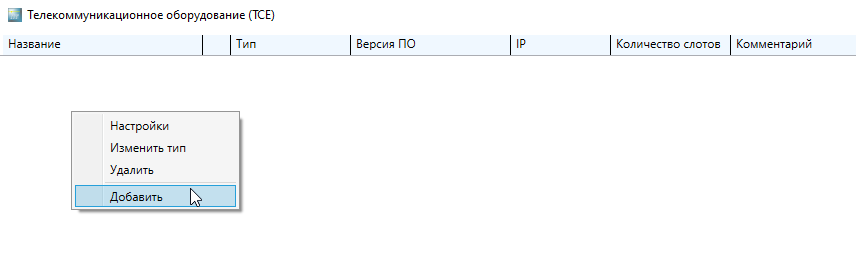 Телекоммуникационное оборудование (TCE)
Название Тип Версия ПО IP Количество слотов Комментарий
Настройки
Изменить тип
Удалить
Добавить